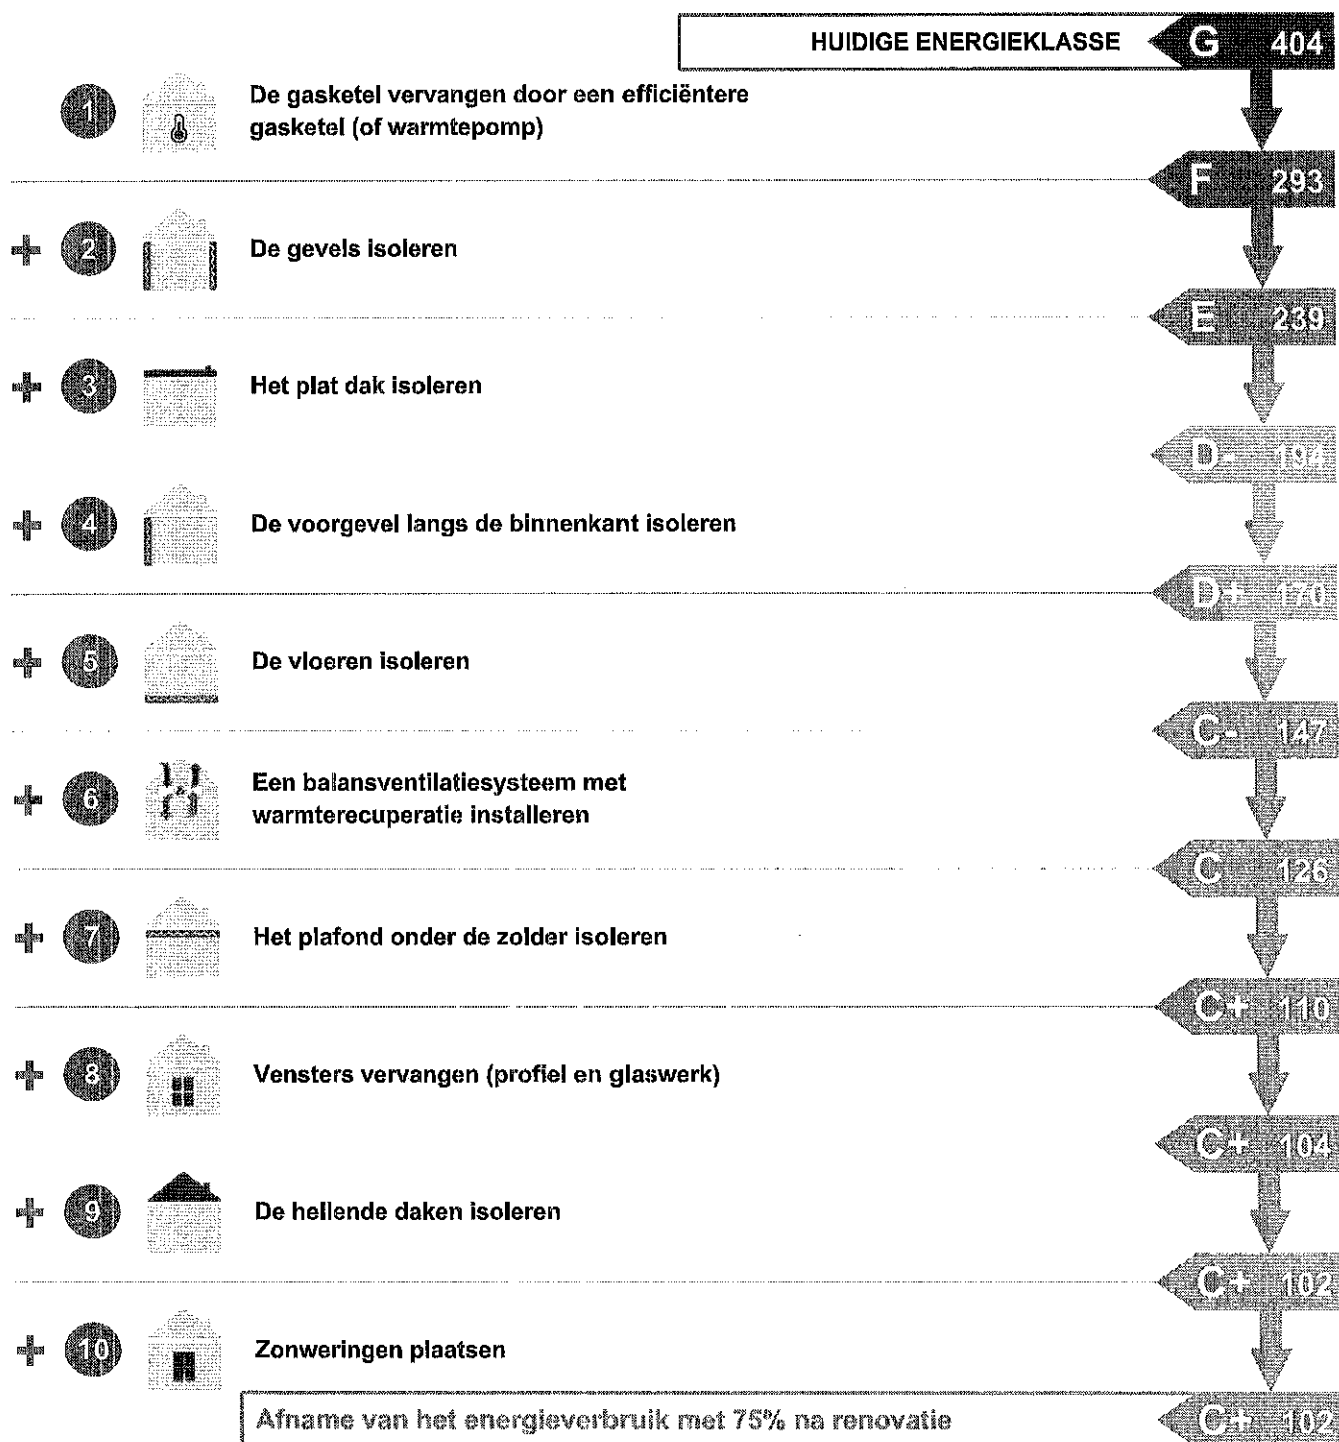 HUIDIGE ENERGIEKLASSE G 404
1 De gasketel vervangen door een efficiëntere
gasketel (of warmtepomp)
F 293
+ 2 De gevels isoleren
E 239
+ 3 Het plat dak isoleren
D- 194
+ 4 De voorgevel langs de binnenkant isoleren
D+ 170
+ 5 De vloeren isoleren
C- 147
+ 6 Een balansventilatiesysteem met
warmterecuperatie installeren
C 126
+ 7 Het plafond onder de zolder isoleren
C+ 110
+ 8 Vensters vervangen (profiel en glaswerk)
C+ 104
+ 9 De hellende daken isoleren
C+ 102
+ 10 Zonweringen plaatsen
Afname van het energieverbruik met 75% na renovatie C+ 102